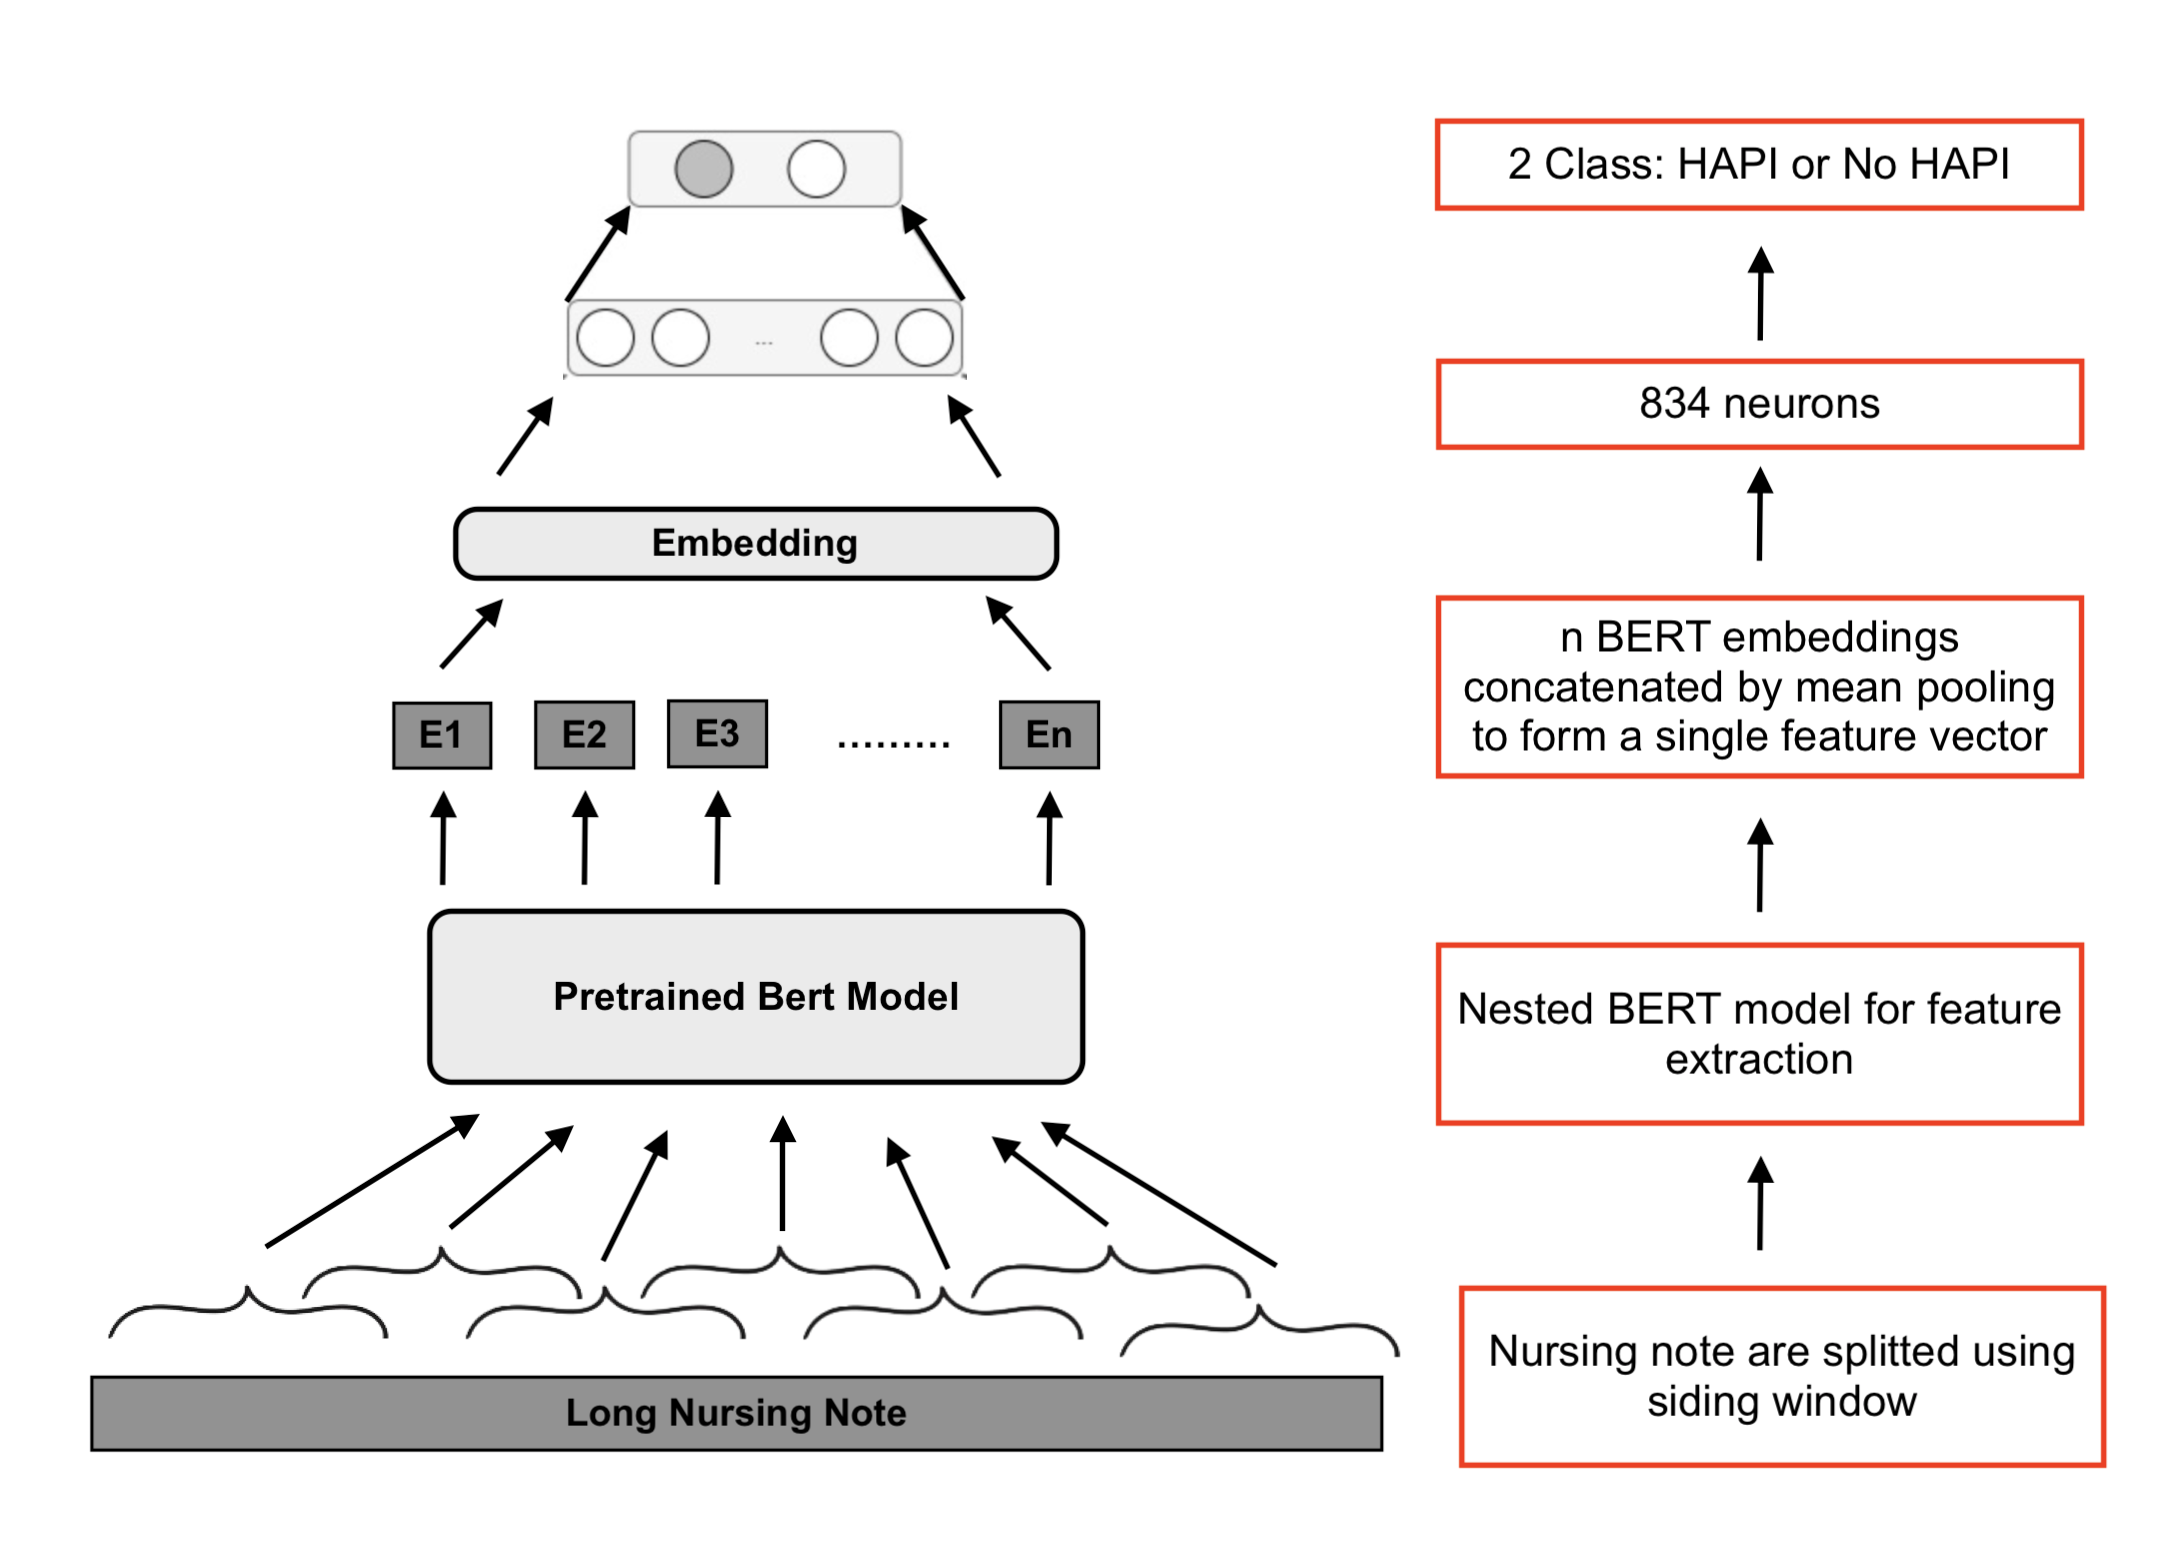 2 Class: HAPI or No HAPI
...
834 neurons
Embedding
n BERT embeddings
concatenated by mean pooling
to form a single feature vector
E1 E2 E3 ......... En
Pretrained Bert Model
Nested BERT model for feature
extraction
Nursing note are splitted using
siding window
Long Nursing Note